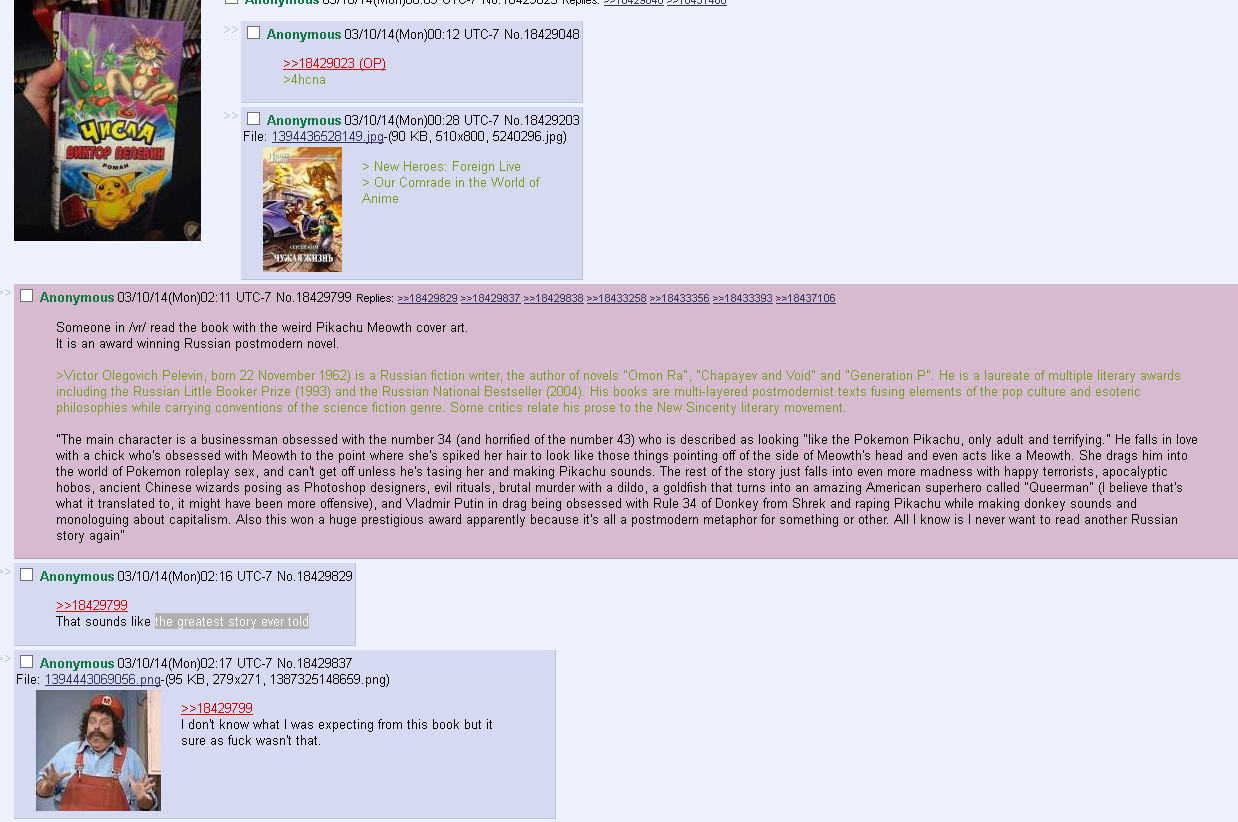 Anonymous 03/10/14(Mon)00:05 UTC-7 No.18429023 Replies: >>18429048 >>18431400
ЧИСЛА
ВИКТОР ПЕЛЕВИН
РОМАН
>> Anonymous 03/10/14(Mon)00:12 UTC-7 No.18429048
>>18429023 (OP)
>4hcna
>> Anonymous 03/10/14(Mon)00:28 UTC-7 No.18429203
File: 1394436528149.jpg-(90 KB, 510x800, 5240296.jpg)
ЧУЖАЯ ЖИЗНЬ
> New Heroes: Foreign Live
> Our Comrade in the World of
Anime
>> Anonymous 03/10/14(Mon)02:11 UTC-7 No.18429799 Replies: >>18429829 >>18429837 >>18429838 >>18433258 >>18433356 >>18433393 >>18437106
Someone in /vr/ read the book with the weird Pikachu Meowth cover art.
It is an award winning Russian postmodern novel.
>Victor Olegovich Pelevin, born 22 November 1962) is a Russian fiction writer, the author of novels "Omon Ra", "Chapayev and Void" and "Generation P". He is a laureate of multiple literary awards
including the Russian Little Booker Prize (1993) and the Russian National Bestseller (2004). His books are multi-layered postmodernist texts fusing elements of the pop culture and esoteric
philosophies while carrying conventions of the science fiction genre. Some critics relate his prose to the New Sincerity literary movement.
"The main character is a businessman obsessed with the number 34 (and horrified of the number 43) who is described as looking "like the Pokemon Pikachu, only adult and terrifying." He falls in love
with a chick who's obsessed with Meowth to the point where she's spiked her hair to look like those things pointing off of the side of Meowth's head and even acts like a Meowth. She drags him into
the world of Pokemon roleplay sex, and can't get off unless he's tasing her and making Pikachu sounds. The rest of the story just falls into even more madness with happy terrorists, apocalyptic
hobos, ancient Chinese wizards posing as Photoshop designers, evil rituals, brutal murder with a dildo, a goldfish that turns into an amazing American superhero called "Queerman" (I believe that's
what it translated to, it might have been more offensive), and Vladmir Putin in drag being obsessed with Rule 34 of Donkey from Shrek and raping Pikachu while making donkey sounds and
monologuing about capitalism. Also this won a huge prestigious award apparently because it's all a postmodern metaphor for something or other. All I know is I never want to read another Russian
story again"
>> Anonymous 03/10/14(Mon)02:16 UTC-7 No.18429829
>>18429799
That sounds like the greatest story ever told
>> Anonymous 03/10/14(Mon)02:17 UTC-7 No.18429837
File: 1394443069056.png-(95 KB, 279x271, 1387325148659.png)
M
>>18429799
I don't know what I was expecting from this book but it
sure as fuck wasn't that.